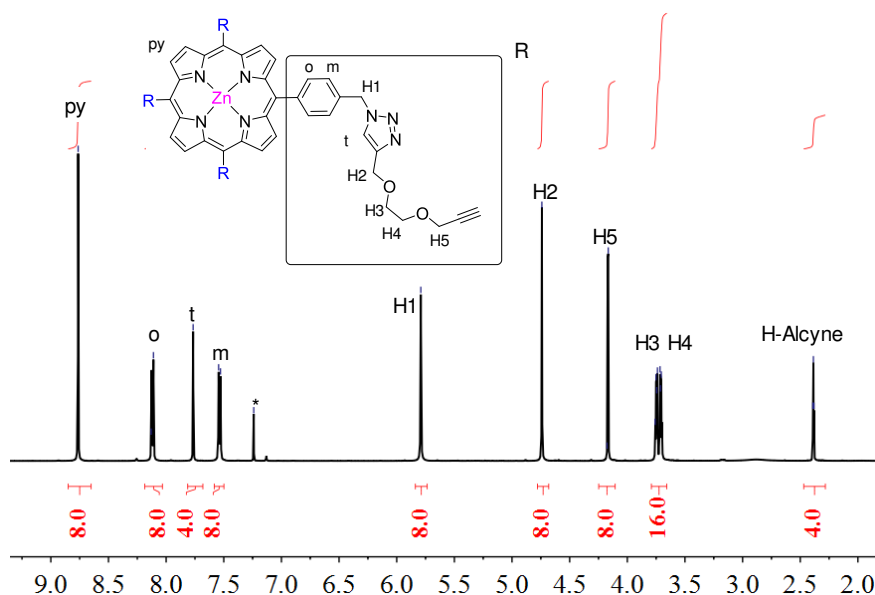 R
py
o m
R
H1
N N
Zn
R
N
N N
N
N
t
N
R
H2
O
H3
O
H4
H5
py
o
t
m
*
H1
H2
H5
H3 H4
H-Alcyne
8.0 8.0 4.0 8.0 8.0 8.0 8.0 16.0 4.0
9.0 8.5 8.0 7.5 7.0 6.5 6.0 5.5 5.0 4.5 4.0 3.5 3.0 2.5 2.0